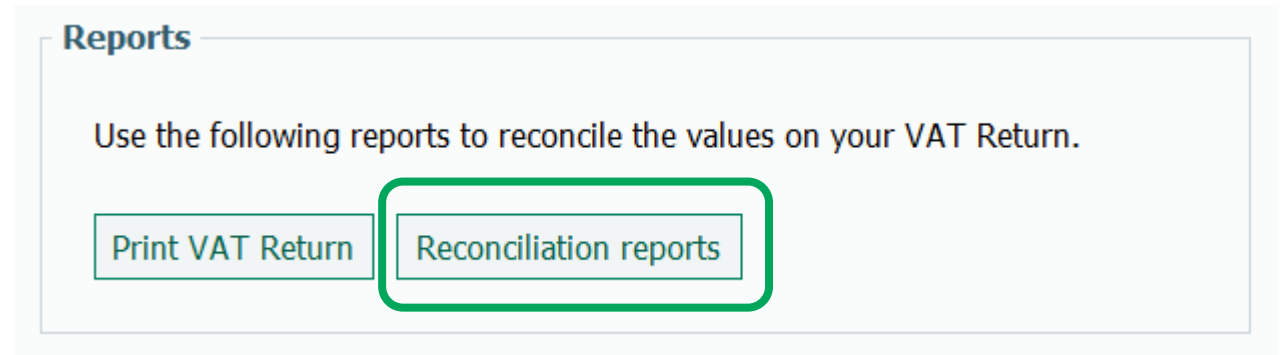 Reports
Use the following reports to reconcile the values on your VAT Return.
Print VAT Return Reconciliation reports